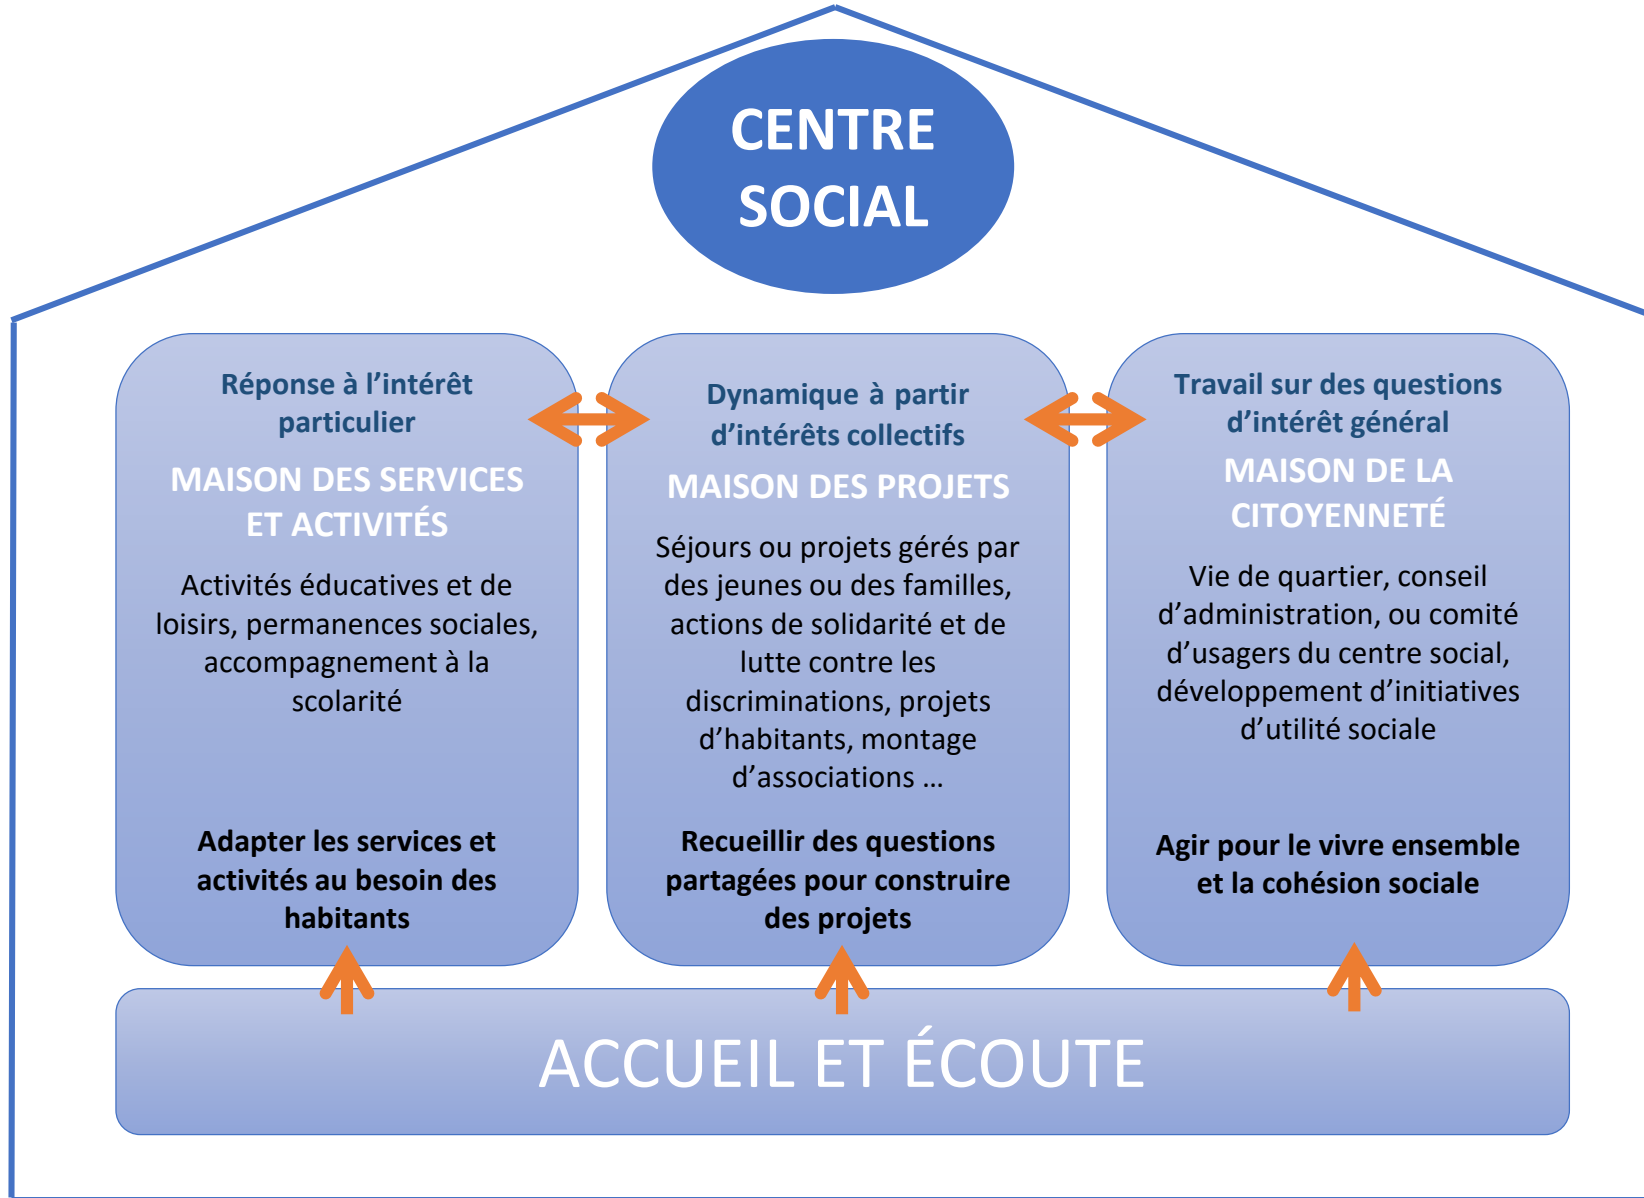 CENTRE
SOCIAL
Réponse à l’intérêt
particulier
MAISON DES SERVICES
ET ACTIVITÉS
Activités éducatives et de
loisirs, permanences sociales,
accompagnement à la
scolarité
Adapter les services et
activités au besoin des
habitants
Dynamique à partir
d’intérêts collectifs
MAISON DES PROJETS
Séjours ou projets gérés par
des jeunes ou des familles,
actions de solidarité et de
lutte contre les
discriminations, projets
d’habitants, montage
d’associations …
Recueillir des questions
partagées pour construire
des projets
Travail sur des questions
d’intérêt général
MAISON DE LA
CITOYENNETÉ
Vie de quartier, conseil
d’administration, ou comité
d’usagers du centre social,
développement d’initiatives
d’utilité sociale
Agir pour le vivre ensemble
et la cohésion sociale
ACCUEIL ET ÉCOUTE